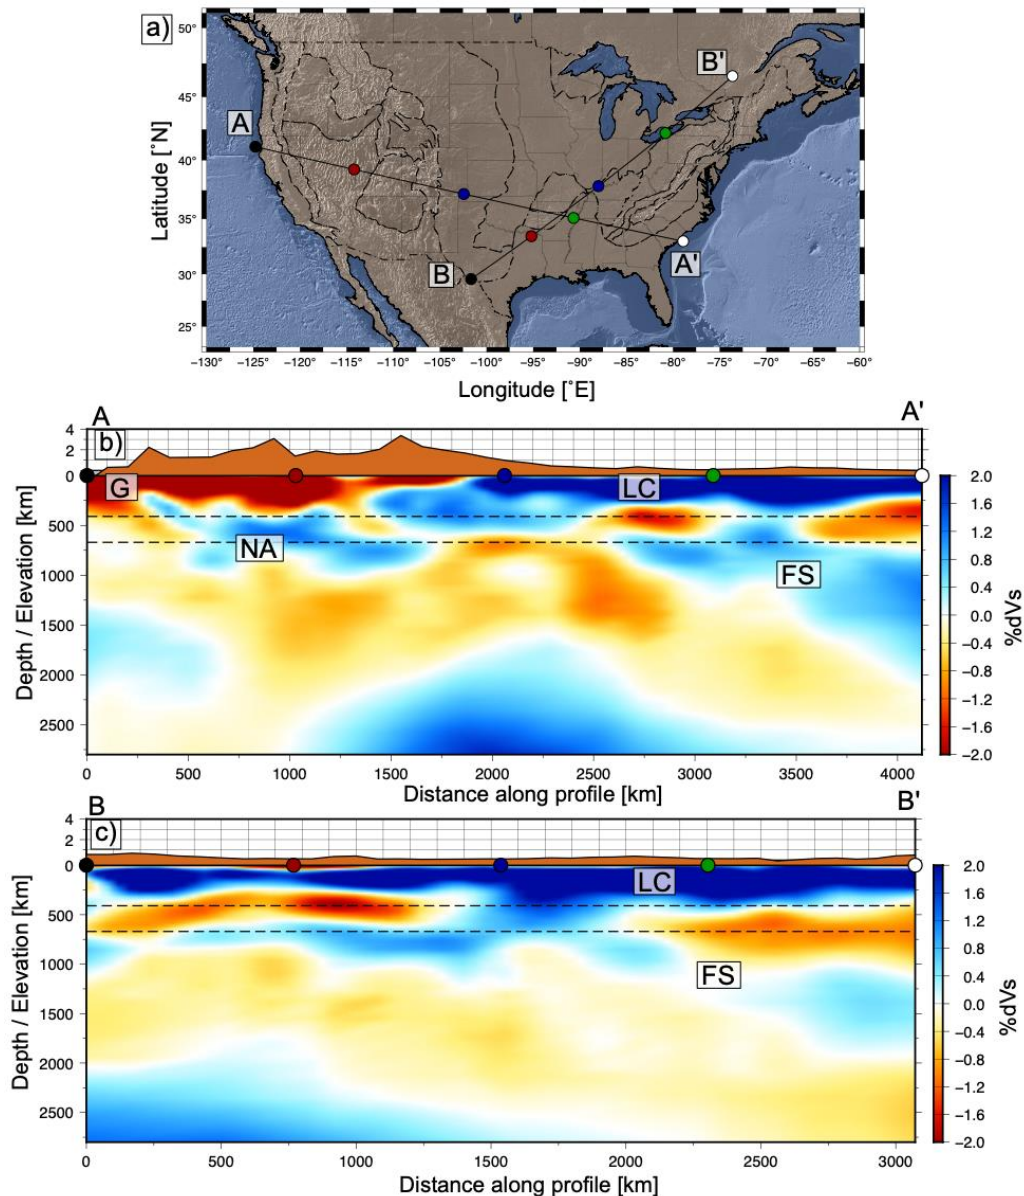 a)
50°
45°
40°
35°
30°
25°
Latitude [˚N]
A
B'
B
A'
−130° −125° −120° −115° −110° −105° −100° −95° −90° −85° −80° −75° −70° −65° −60°
Longitude [˚E]
A A'
b)
4
2
0
500
1000
1500
2000
2500
Depth / Elevation [km]
G
LC
NA
FS
2.0
1.6
1.2
0.8
0.4
0.0
−0.4
−0.8
−1.2
−1.6
−2.0
%dVs
0 500 1000 1500 2000 2500 3000 3500 4000
Distance along profile [km]
B B'
c)
4
2
0
500
1000
1500
2000
2500
Depth / Elevation [km]
LC
FS
2.0
1.6
1.2
0.8
0.4
0.0
−0.4
−0.8
−1.2
−1.6
−2.0
%dVs
0 500 1000 1500 2000 2500 3000
Distance along profile [km]